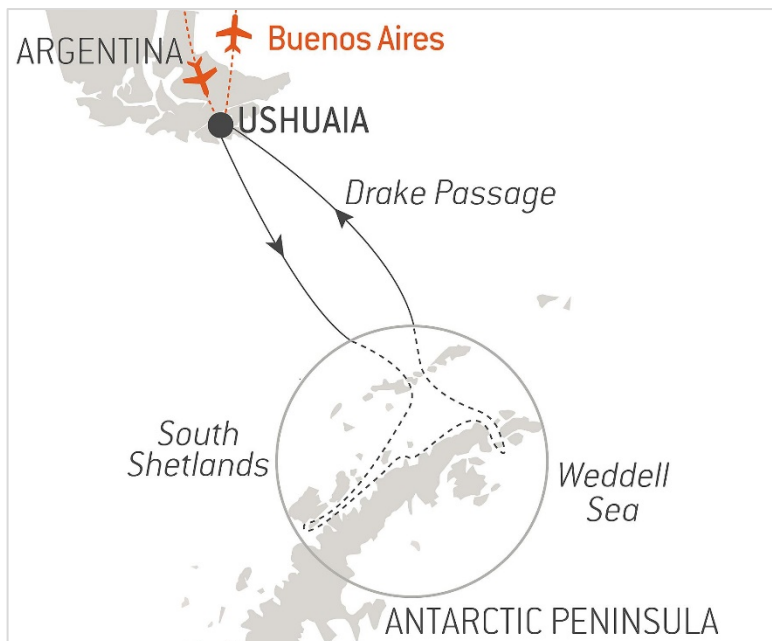 ARGENTINA
Buenos Aires
USHUAIA
Drake Passage
South
Shetlands
Weddell
Sea
ANTARCTIC PENINSULA